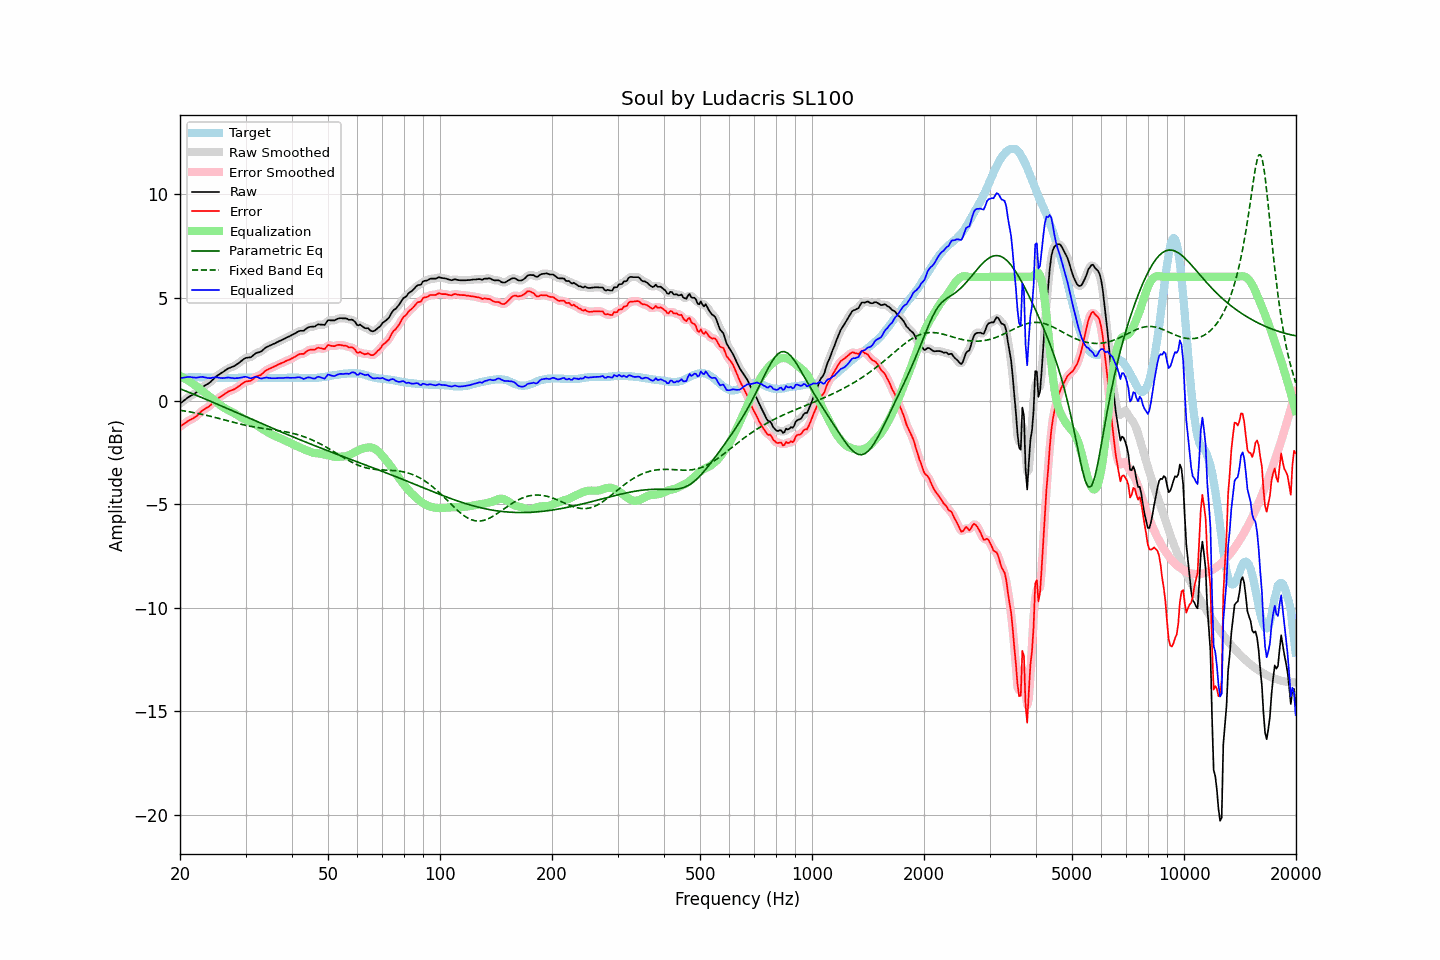 Soul by Ludacris SL100
Target
Raw Smoothed
Error Smoothed
Raw
Error
Equalization
Parametric Eq
Fixed Band Eq
Equalized
10
5
0
−5
−10
−15
−20
Amplitude (dBr)
20 50 100 200 500 1000 2000 5000 10000 20000
Frequency (Hz)